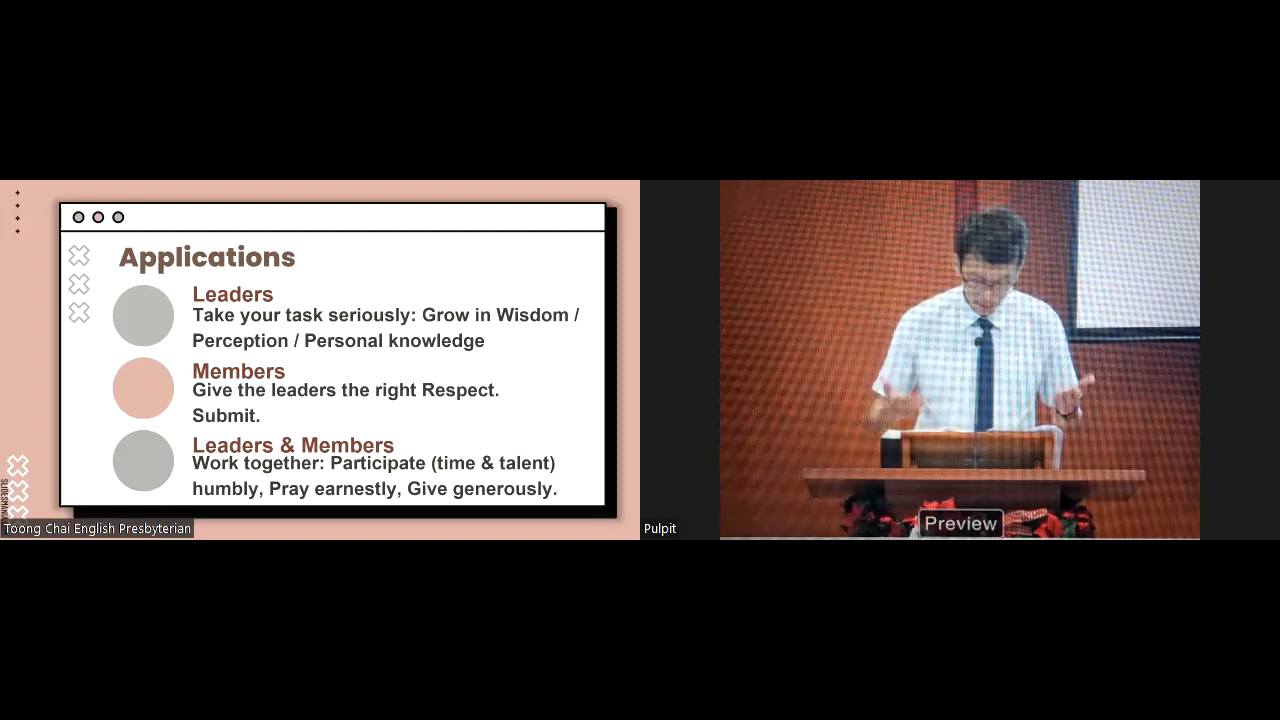 Applications
Leaders
Take your task seriously: Grow in Wisdom /
Perception / Personal knowledge
Members
Give the leaders the right Respect.
Submit.
Leaders & Members
Work together: Participate (time & talent)
humbly, Pray earnestly, Give generously.
Toong Chai English Presbyterian
Pulpit
Preview